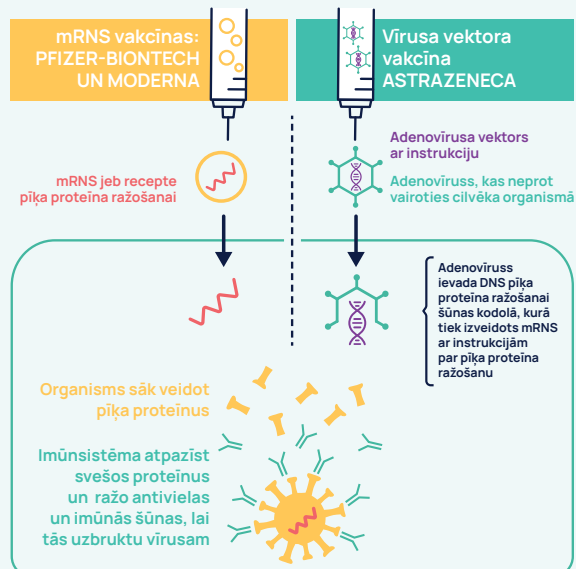 mRNS vakcīnas:
PFIZER-BIONTECH
UN MODERNA
Vīrusa vektora
vakcīna
ASTRAZENECA
mRNS jeb recepte
pīķa proteīna ražošanai
Adenovīrusa vektors
ar instrukciju
Adenovīruss, kas neprot
vairoties cilvēka organismā
Adenovīruss
ievada DNS pīķa
proteīna ražošanai
šūnas kodolā, kurā
tiek izveidots mRNS
ar instrukcijām
par pīķa proteīna
ražošanu
Organisms sāk veidot
pīķa proteīnus
Imūnsistēma atpazīst
svešos proteīnus
un ražo antivielas
un imūnās šūnas, lai
tās uzbruktu vīrusam